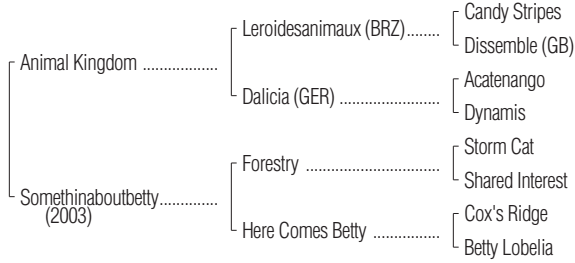 Candy Stripes
Leroidesanimaux (BRZ)........
Dissemble (GB)
Animal Kingdom ..................
Acatenango
Dalicia (GER) ........................
Dynamis
Storm Cat
Forestry ................................
Shared Interest
Somethinaboutbetty..............
(2003)
Cox's Ridge
Here Comes Betty ................
Betty Lobelia